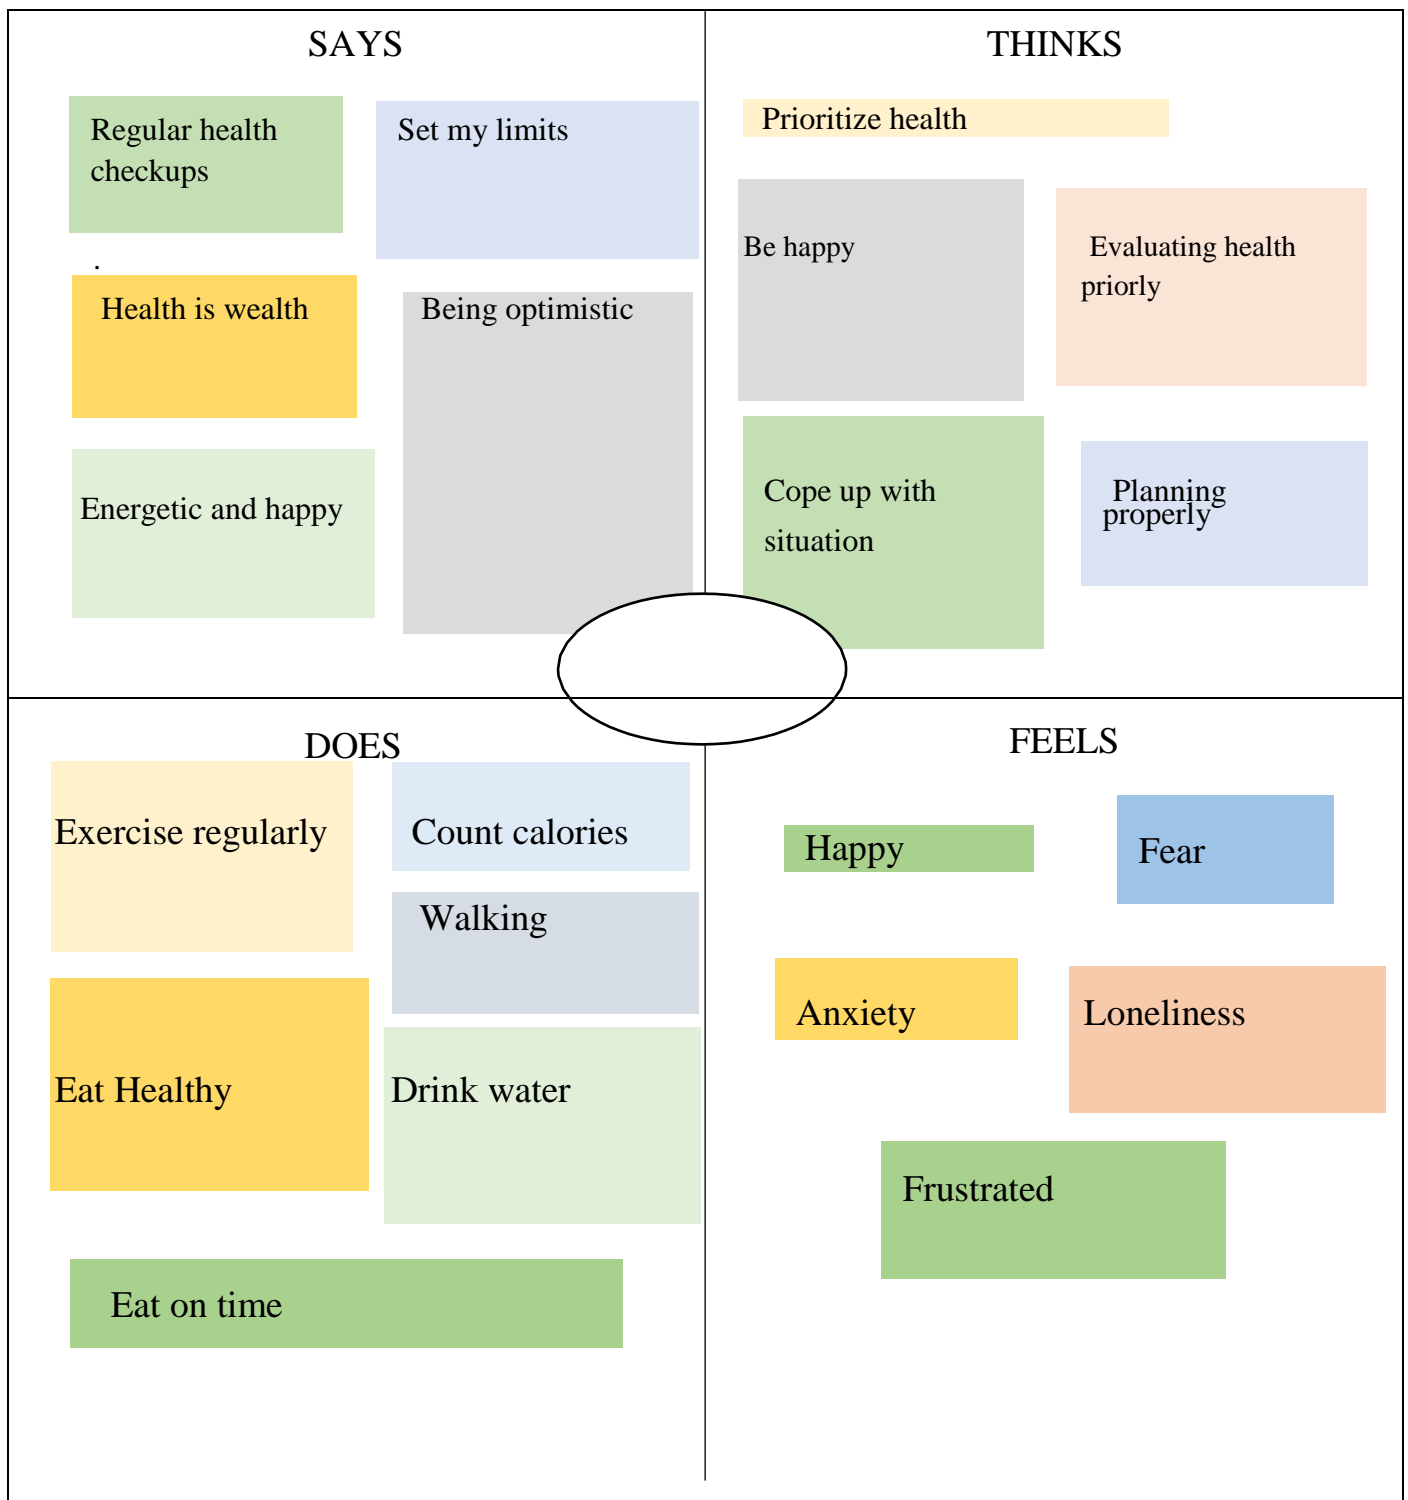 SAYS
Regular health
checkups
.
Set my limits
Health is wealth
Being optimistic
Energetic and happy
THINKS
Prioritize health
Be happy
Evaluating health
priorly
Cope up with
situation
Planning
properly
DOES
Exercise regularly
Count calories
Walking
Eat Healthy
Drink water
Eat on time
FEELS
Happy
Fear
Anxiety
Loneliness
Frustrated